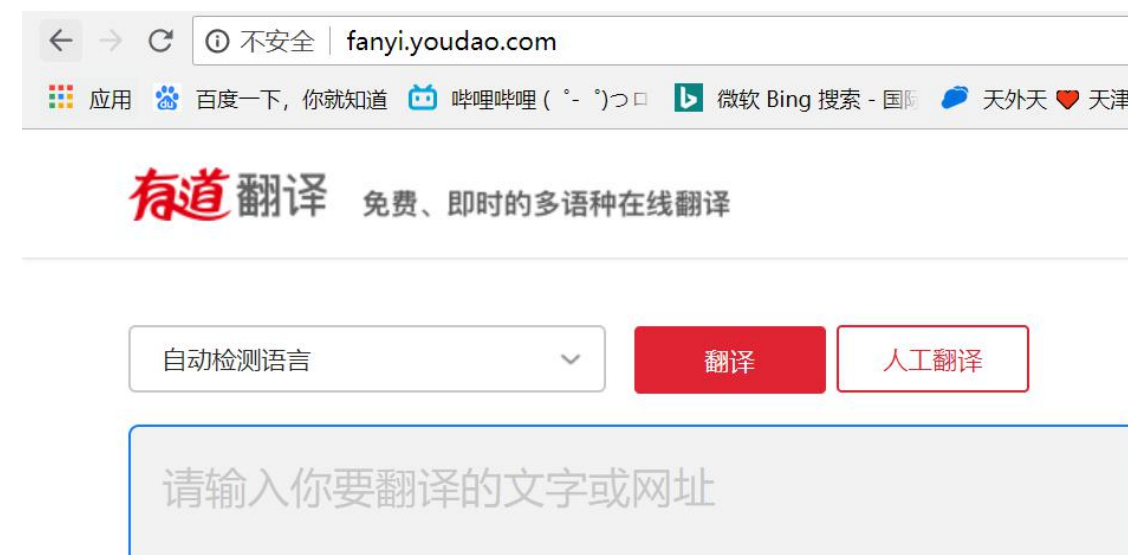 不安全 fanyi.youdao.com
应用 百度一下，你就知道 哔哩哔哩 ( ゜- ゜)つロ 微软 Bing 搜索 - 国际 天外天 天津
有道翻译 免费、即时的多语种在线翻译
自动检测语言 翻译 人工翻译
请输入你要翻译的文字或网址